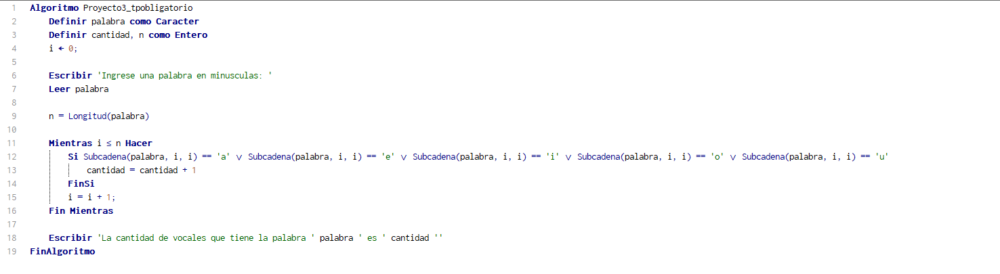 1 Algoritmo Proyecto3_tpobligatorio
2 Definir palabra como Caracter
3 Definir cantidad, n como Entero
4 i ← 0;
5
6 Escribir 'Ingrese una palabra en minusculas: '
7 Leer palabra
8
9 n = Longitud(palabra)
10
11 Mientras i ≤ n Hacer
12 Si Subcadena(palabra, i, i) == 'a' ∨ Subcadena(palabra, i, i) == 'e' ∨ Subcadena(palabra, i, i) == 'i' ∨ Subcadena(palabra, i, i) == 'o' ∨ Subcadena(palabra, i, i) == 'u'
13 cantidad = cantidad + 1
14 FinSi
15 i = i + 1;
16 Fin Mientras
17
18 Escribir 'La cantidad de vocales que tiene la palabra ' palabra ' es ' cantidad ''
19 FinAlgoritmo